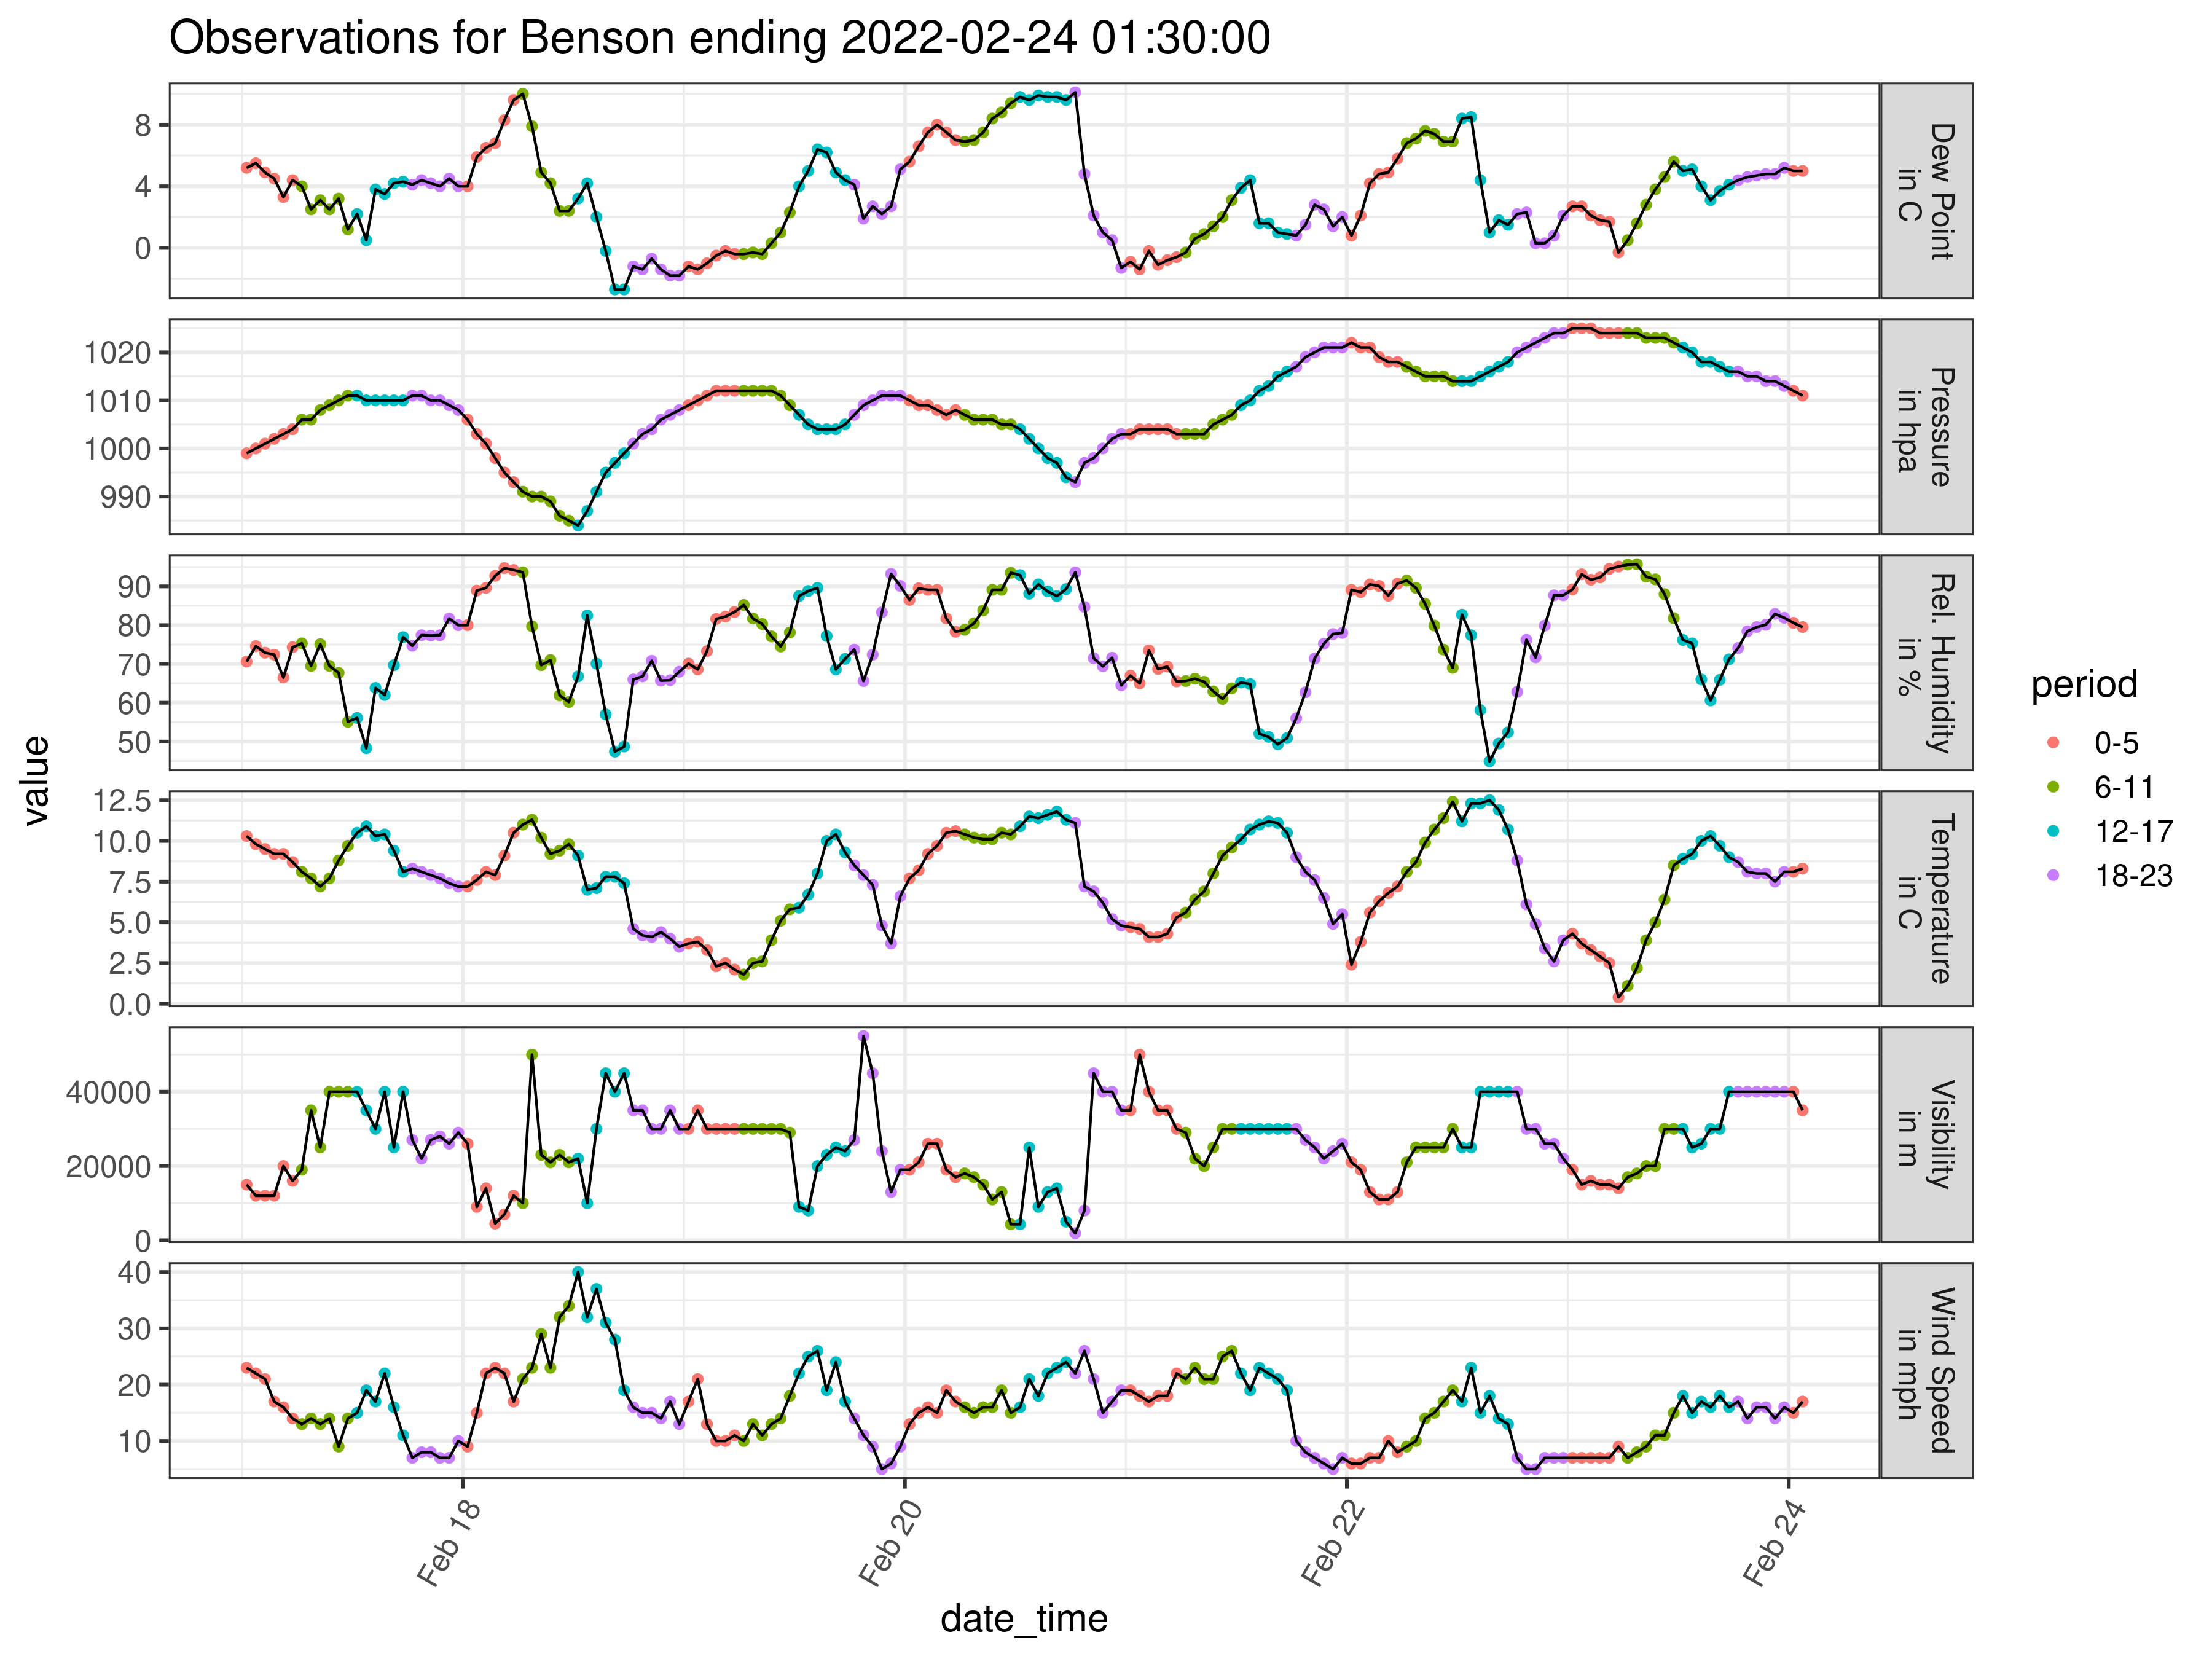 Observations for Benson ending 2022-02-24 01:30:00
8
4
0
Dew Point
in C
1020
1010
1000
990
Pressure
in hpa
90
80
70
60
50
Rel. Humidity
in %
12.5
10.0
7.5
5.0
2.5
0.0
Temperature
in C
40000
20000
0
Visibility
in m
40
30
20
10
Wind Speed
in mph
value
Feb 18
Feb 20
Feb 22
Feb 24
date_time
period
0-5
6-11
12-17
18-23